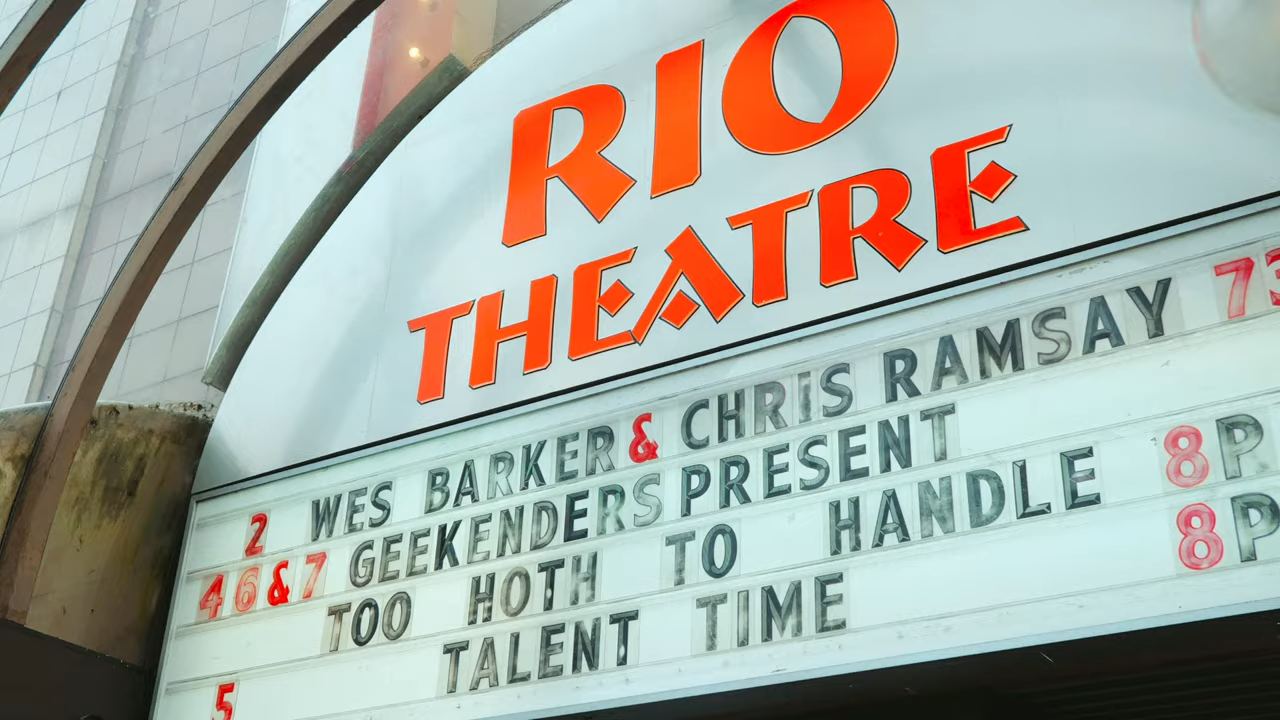 RIO
THEATRE
2 WES BARKER & CHRIS RAMSAY 73
4 6 & 7 GEEKENDERS PRESENT
TOO HOTH TO HANDLE 8P
5 TALENT TIME 8P